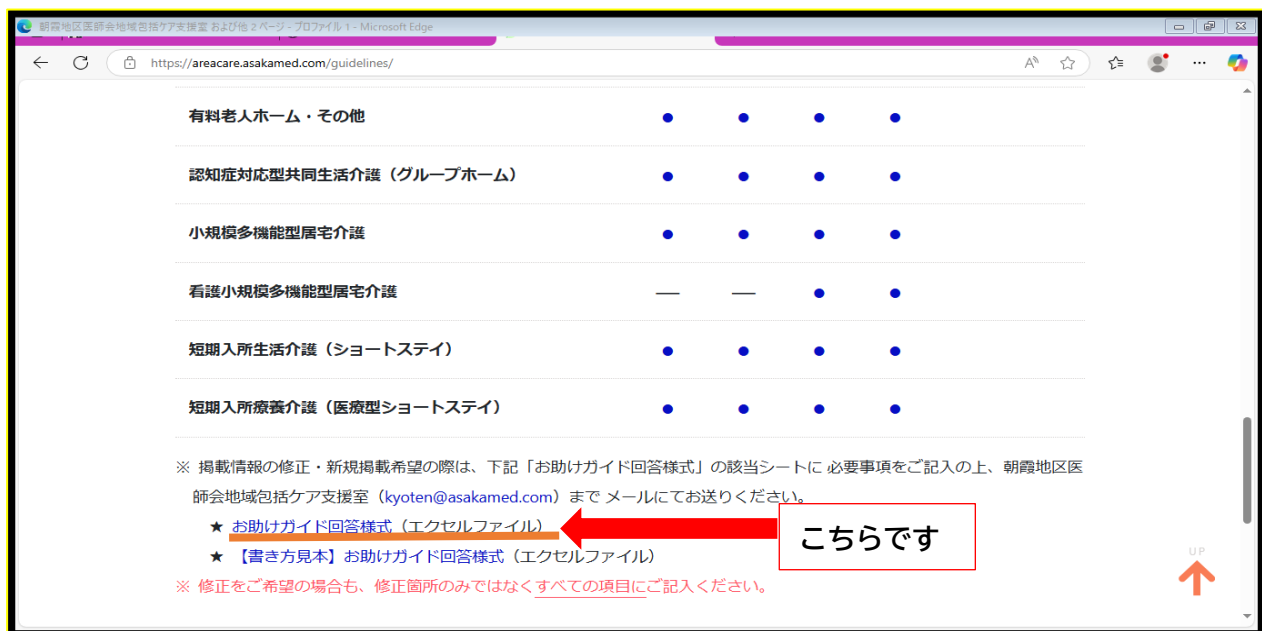 朝霞地区医師会地域包括ケア支援室 および他 2 ページ - プロファイル 1 - Microsoft Edge
https://areacare.asakamed.com/guidelines/
有料老人ホーム・その他 ● ● ● ●
認知症対応型共同生活介護（グループホーム） ● ● ● ●
小規模多機能型居宅介護 ● ● ● ●
看護小規模多機能型居宅介護 — — ● ●
短期入所生活介護（ショートステイ） ● ● ● ●
短期入所療養介護（医療型ショートステイ） ● ● ● ●
※ 掲載情報の修正・新規掲載希望の際は、下記「お助けガイド回答様式」の該当シートに 必要事項をご記入の上、朝霞地区医
師会地域包括ケア支援室（kyoten@asakamed.com）まで メールにてお送りください。
★ お助けガイド回答様式（エクセルファイル）
こちらです
★ 【書き方見本】お助けガイド回答様式（エクセルファイル）
※ 修正をご希望の場合も、修正箇所のみではなくすべての項目にご記入ください。
UP